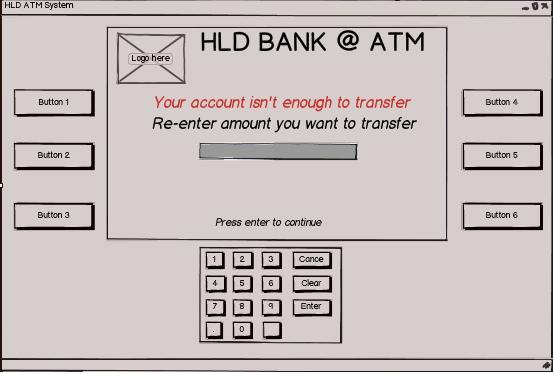 HLD ATM System
Logo here
HLD BANK @ ATM
Your account isn't enough to transfer
Re-enter amount you want to transfer
Press enter to continue
Button 1
Button 2
Button 3
Button 4
Button 5
Button 6
1 2 3 Cance
4 5 6 Clear
7 8 9 Enter
. 0